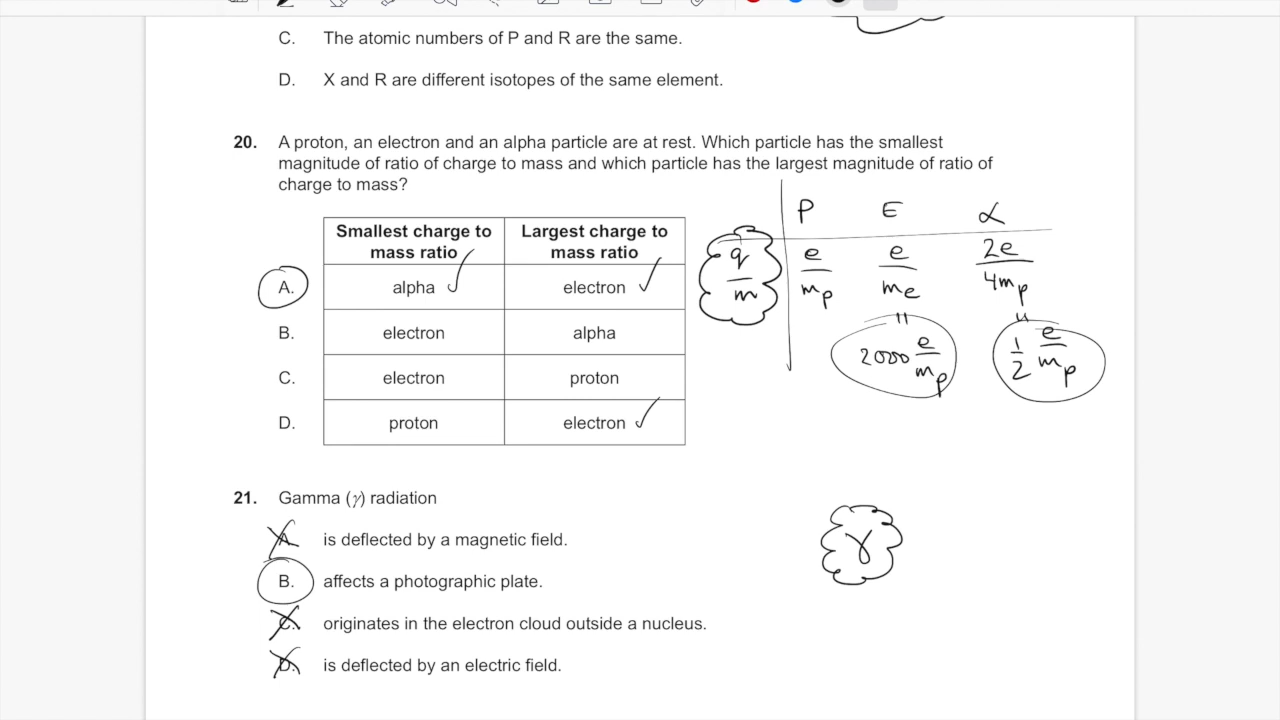 C. The atomic numbers of P and R are the same.
D. X and R are different isotopes of the same element.
20. A proton, an electron and an alpha particle are at rest. Which particle has the smallest
magnitude of ratio of charge to mass and which particle has the largest magnitude of ratio of
charge to mass?
Smallest charge to mass ratio Largest charge to mass ratio
A. alpha ✓ electron ✓
B. electron alpha
C. electron proton
D. proton electron ✓
P E α
q/m e/mp e/me 2e/4mp
= =
2000 e/mp 1/2 e/mp
21. Gamma (γ) radiation
A. is deflected by a magnetic field.
B. affects a photographic plate.
C. originates in the electron cloud outside a nucleus.
D. is deflected by an electric field.
γ